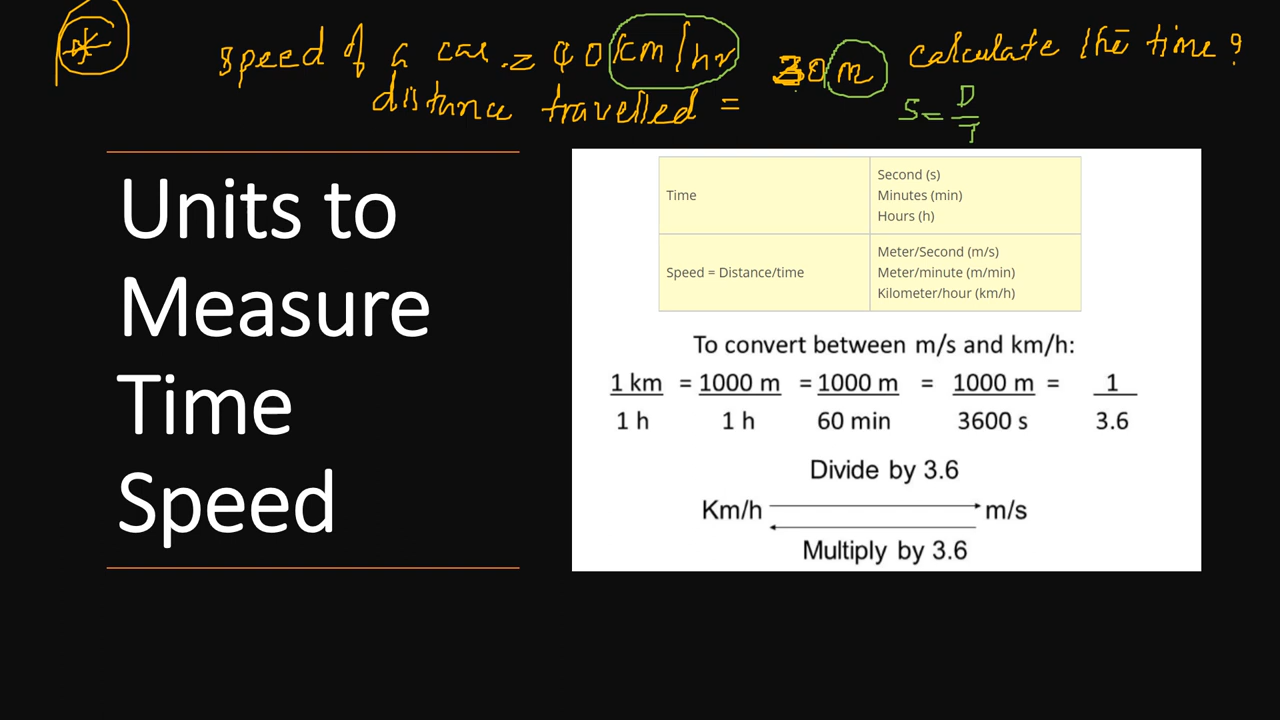 speed of a car = 40 km/hr
distance travelled = 0 m
calculate the time?
S = D/T
Units to
Measure
Time
Speed
Time
Second (s)
Minutes (min)
Hours (h)
Speed = Distance/time
Meter/Second (m/s)
Meter/minute (m/min)
Kilometer/hour (km/h)
To convert between m/s and km/h:
1 km = 1000 m = 1000 m = 1000 m = 1
1 h 1 h 60 min 3600 s 3.6
Divide by 3.6
Km/h m/s
Multiply by 3.6